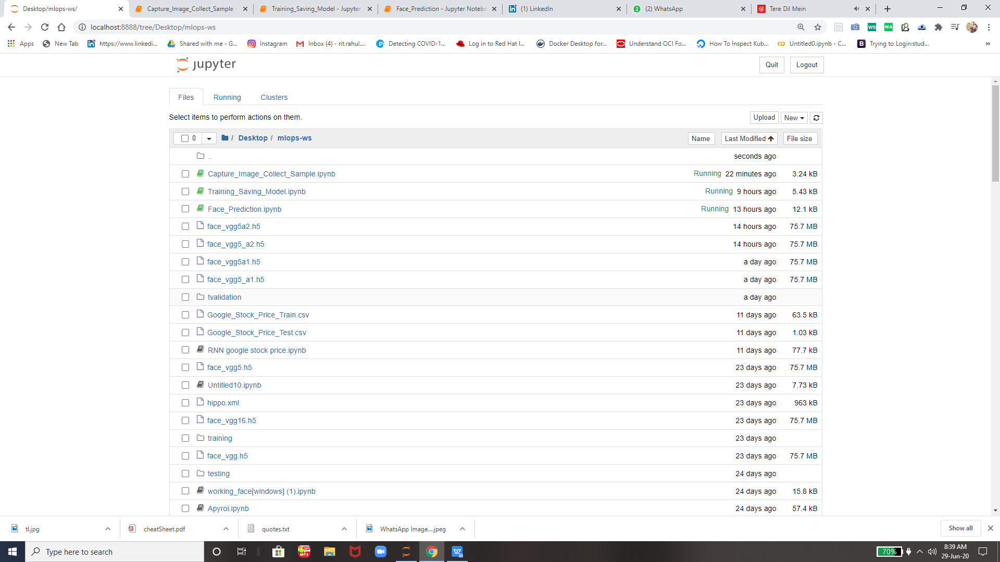 Desktop/mlops-ws/
Capture_Image_Collect_Sample -
Training_Saving_Model - Jupyter
Face_Prediction - Jupyter Notebo
(1) LinkedIn
(2) WhatsApp
Tere Dil Mein
localhost:8888/tree/Desktop/mlops-ws
Apps
New Tab
https://www.linkedi...
Shared with me - G...
Instagram
Inbox (4) - rit.rahul....
Detecting COVID-1...
Log in to Red Hat I...
Docker Desktop for...
Understand OCI Fo...
How To Inspect Kub...
Untitled0.ipynb - C...
Trying to Login:stud...
jupyter
Quit
Logout
Files
Running
Clusters
Select items to perform actions on them.
Upload
New
0
/ Desktop / mlops-ws
Name
Last Modified
File size
.. seconds ago
Capture_Image_Collect_Sample.ipynb Running 22 minutes ago 3.24 kB
Training_Saving_Model.ipynb Running 9 hours ago 5.43 kB
Face_Prediction.ipynb Running 13 hours ago 12.1 kB
face_vgg5a2.h5 14 hours ago 75.7 MB
face_vgg5_a2.h5 14 hours ago 75.7 MB
face_vgg5a1.h5 a day ago 75.7 MB
face_vgg5_a1.h5 a day ago 75.7 MB
tvalidation a day ago
Google_Stock_Price_Train.csv 11 days ago 63.5 kB
Google_Stock_Price_Test.csv 11 days ago 1.03 kB
RNN google stock price.ipynb 11 days ago 77.7 kB
face_vgg5.h5 23 days ago 75.7 MB
Untitled10.ipynb 23 days ago 7.73 kB
hippo.xml 23 days ago 963 kB
face_vgg16.h5 23 days ago 75.7 MB
training 23 days ago
face_vgg.h5 23 days ago 75.7 MB
testing 24 days ago
working_face[windows] (1).ipynb 24 days ago 15.8 kB
Apyroi.ipynb 24 days ago 57.4 kB
tl.jpg
cheatSheet.pdf
quotes.txt
WhatsApp Image....jpeg
Show all
Type here to search
70%
8:39 AM
29-Jun-20